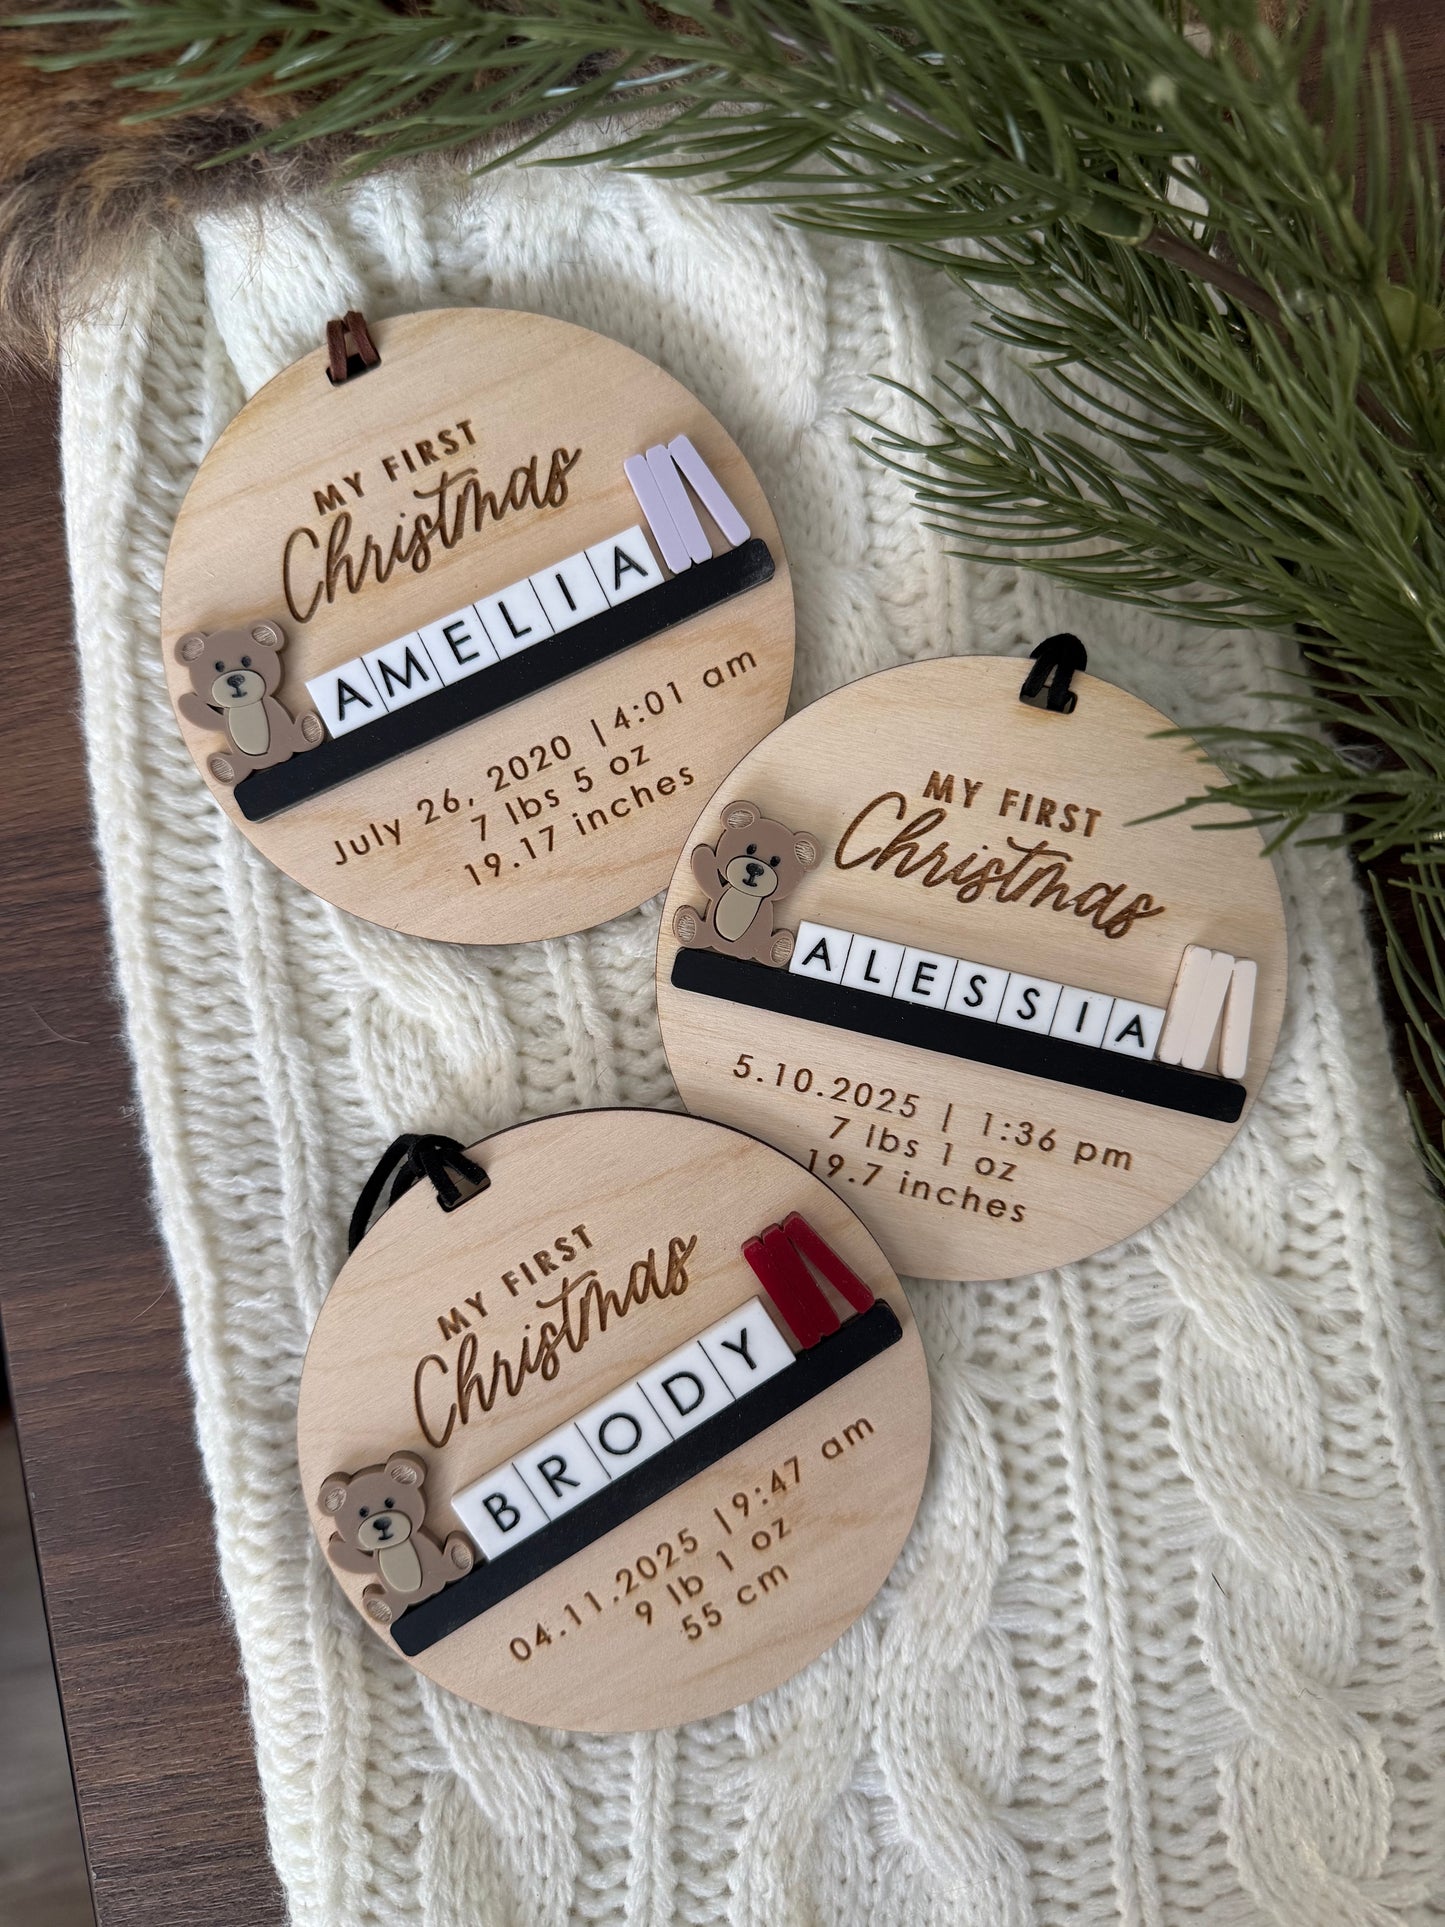 MY FIRST
Christmas
AMELIA
July 26, 2020 | 4:01 am
7 lbs 5 oz
19.17 inches
MY FIRST
Christmas
ALESSIA
5.10.2025 | 1:36 pm
7 lbs 1 oz
19.7 inches
MY FIRST
Christmas
BRODY
04.11.2025 | 9:47 am
9 lb 1 oz
55 cm